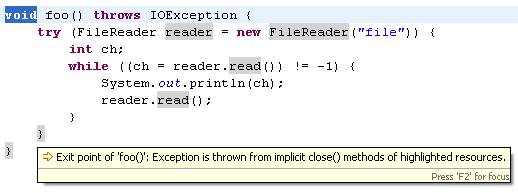 void foo() throws IOException {
    try (FileReader reader = new FileReader("file")) {
        int ch;
        while ((ch = reader.read()) != -1) {
            System.out.println(ch);
            reader.read();
        }
    }
}
Exit point of 'foo()': Exception is thrown from implicit close() methods of highlighted resources.
Press 'F2' for focus